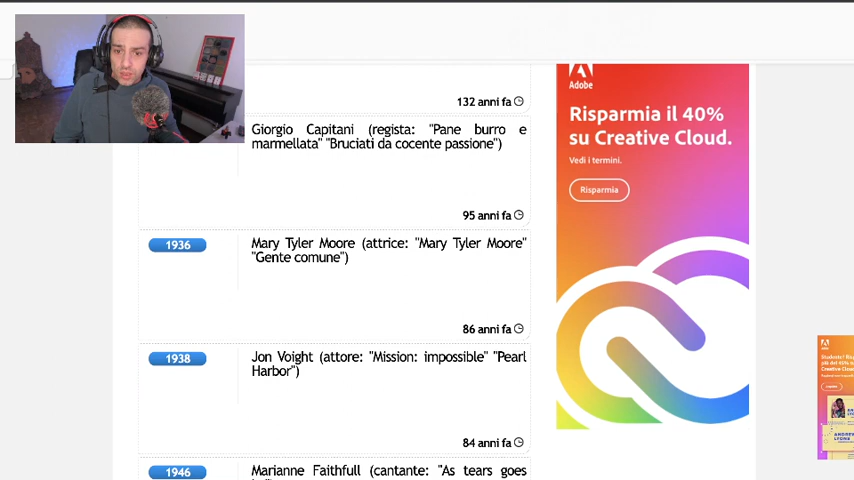 132 anni fa
Giorgio Capitani (regista: "Pane burro e
marmellata" "Bruciati da cocente passione")
95 anni fa
1936
Mary Tyler Moore (attrice: "Mary Tyler Moore"
"Gente comune")
86 anni fa
1938
Jon Voight (attore: "Mission: impossible" "Pearl
Harbor")
84 anni fa
1946
Marianne Faithfull (cantante: "As tears goes
Adobe
Risparmia il 40%
su Creative Cloud.
Vedi i termini.
Risparmia